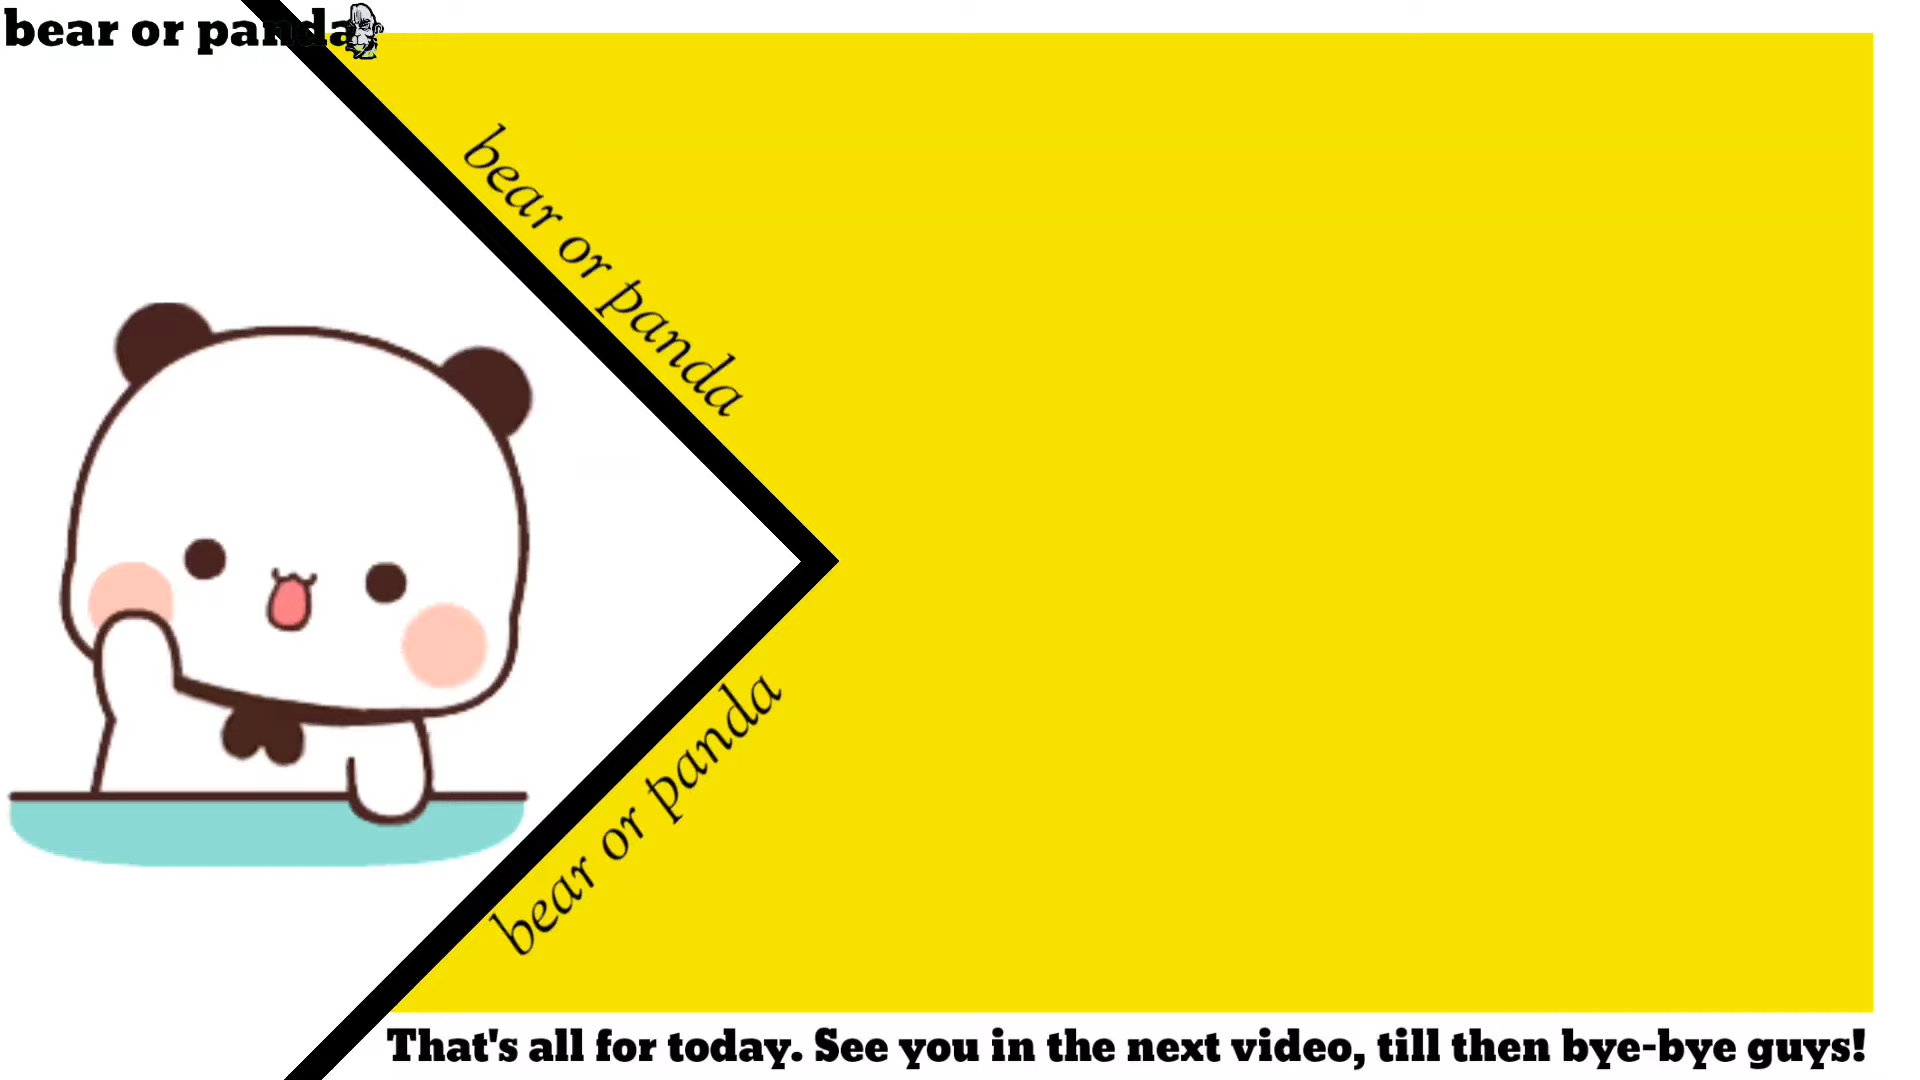 bear or panda
bear or panda
bear or panda
That's all for today. See you in the next video, till then bye-bye guys!